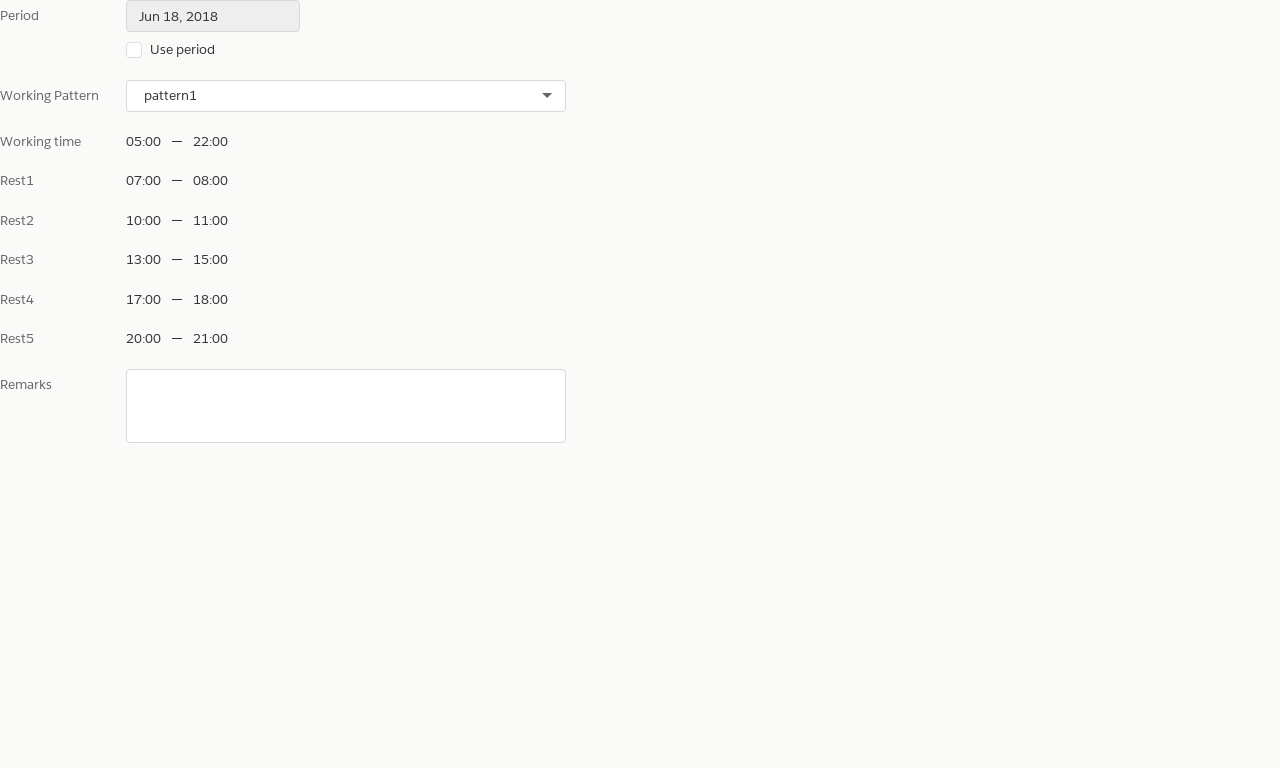 Period Jun 18, 2018
Use period
Working Pattern pattern1
Working time 05:00 — 22:00
Rest1 07:00 — 08:00
Rest2 10:00 — 11:00
Rest3 13:00 — 15:00
Rest4 17:00 — 18:00
Rest5 20:00 — 21:00
Remarks